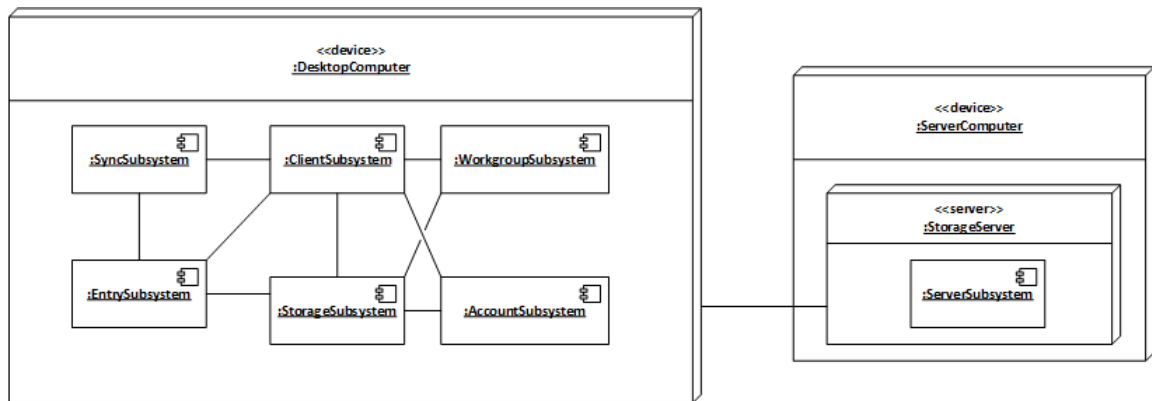 <<device>>
:DesktopComputer
:SyncSubsystem
:ClientSubsystem
:WorkgroupSubsystem
:EntrySubsystem
:StorageSubsystem
:AccountSubsystem
<<device>>
:ServerComputer
<<server>>
:StorageServer
:ServerSubsystem